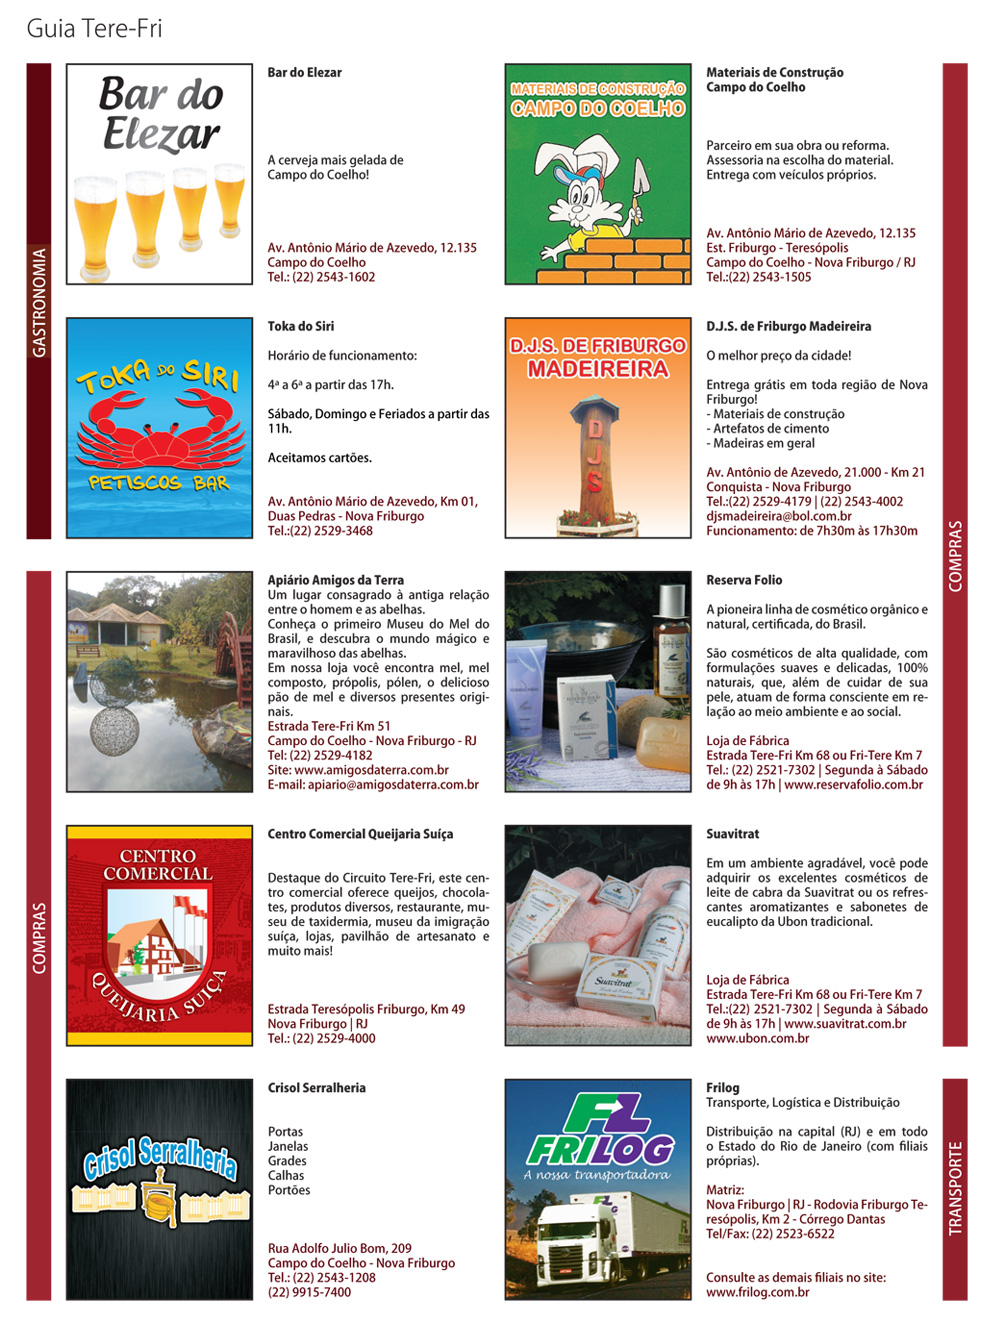 Guia Tere-Fri
GASTRONOMIA
Bar do
Elezar
Bar do Elezar
A cerveja mais gelada de
Campo do Coelho!
Av. Antônio Mário de Azevedo, 12.135
Campo do Coelho
Tel.: (22) 2543-1602
TOKA DO SIRI
PETISCOS BAR
Toka do Siri
Horário de funcionamento:
4ª a 6ª a partir das 17h.
Sábado, Domingo e Feriados a partir das
11h.
Aceitamos cartões.
Av. Antônio Mário de Azevedo, Km 01,
Duas Pedras - Nova Friburgo
Tel.:(22) 2529-3468
COMPRAS
Apiário Amigos da Terra
Um lugar consagrado à antiga relação
entre o homem e as abelhas.
Conheça o primeiro Museu do Mel do
Brasil, e descubra o mundo mágico e
maravilhoso das abelhas.
Em nossa loja você encontra mel, mel
composto, própolis, pólen, o delicioso
pão de mel e diversos presentes origi-
nais.
Estrada Tere-Fri Km 51
Campo do Coelho - Nova Friburgo - RJ
Tel: (22) 2529-4182
Site: www.amigosdaterra.com.br
E-mail: apiario@amigosdaterra.com.br
CENTRO
COMERCIAL
QUEIJARIA SUIÇA
Centro Comercial Queijaria Suíça
Destaque do Circuito Tere-Fri, este cen-
tro comercial oferece queijos, chocola-
tes, produtos diversos, restaurante, mu-
seu de taxidermia, museu da imigração
suíça, lojas, pavilhão de artesanato e
muito mais!
Estrada Teresópolis Friburgo, Km 49
Nova Friburgo | RJ
Tel.: (22) 2529-4000
Crisol Serralheria
Crisol Serralheria
Portas
Janelas
Grades
Calhas
Portões
Rua Adolfo Julio Bom, 209
Campo do Coelho - Nova Friburgo
Tel.: (22) 2543-1208
(22) 9915-7400
MATERIAIS DE CONSTRUÇÃO
CAMPO DO COELHO
Materiais de Construção
Campo do Coelho
Parceiro em sua obra ou reforma.
Assessoria na escolha do material.
Entrega com veículos próprios.
Av. Antônio Mário de Azevedo, 12.135
Est. Friburgo - Teresópolis
Campo do Coelho - Nova Friburgo / RJ
Tel.:(22) 2543-1505
COMPRAS
D.J.S. DE FRIBURGO
MADEIREIRA
D
J
S
D.J.S. de Friburgo Madeireira
O melhor preço da cidade!
Entrega grátis em toda região de Nova
Friburgo!
- Materiais de construção
- Artefatos de cimento
- Madeiras em geral
Av. Antônio de Azevedo, 21.000 - Km 21
Conquista - Nova Friburgo
Tel.:(22) 2529-4179 | (22) 2543-4002
djsmadeireira@bol.com.br
Funcionamento: de 7h30m às 17h30m
Reserva Folio
A pioneira linha de cosmético orgânico e
natural, certificada, do Brasil.
São cosméticos de alta qualidade, com
formulações suaves e delicadas, 100%
naturais, que, além de cuidar de sua
pele, atuam de forma consciente em re-
lação ao meio ambiente e ao social.
Loja de Fábrica
Estrada Tere-Fri Km 68 ou Fri-Tere Km 7
Tel.: (22) 2521-7302 | Segunda à Sábado
de 9h às 17h | www.reservafolio.com.br
Suavitrat
Suavitrat
Suavitrat
Em um ambiente agradável, você pode
adquirir os excelentes cosméticos de
leite de cabra da Suavitrat ou os refres-
cantes aromatizantes e sabonetes de
eucalipto da Ubon tradicional.
Loja de Fábrica
Estrada Tere-Fri Km 68 ou Fri-Tere Km 7
Tel.:(22) 2521-7302 | Segunda à Sábado
de 9h às 17h | www.suavitrat.com.br
www.ubon.com.br
TRANSPORTE
FL
FRILOG
A nossa transportadora
FL
Frilog
Transporte, Logística e Distribuição
Distribuição na capital (RJ) e em todo
o Estado do Rio de Janeiro (com filiais
próprias).
Matriz:
Nova Friburgo | RJ - Rodovia Friburgo Te-
resópolis, Km 2 - Córrego Dantas
Tel/Fax: (22) 2523-6522
Consulte as demais filiais no site:
www.frilog.com.br